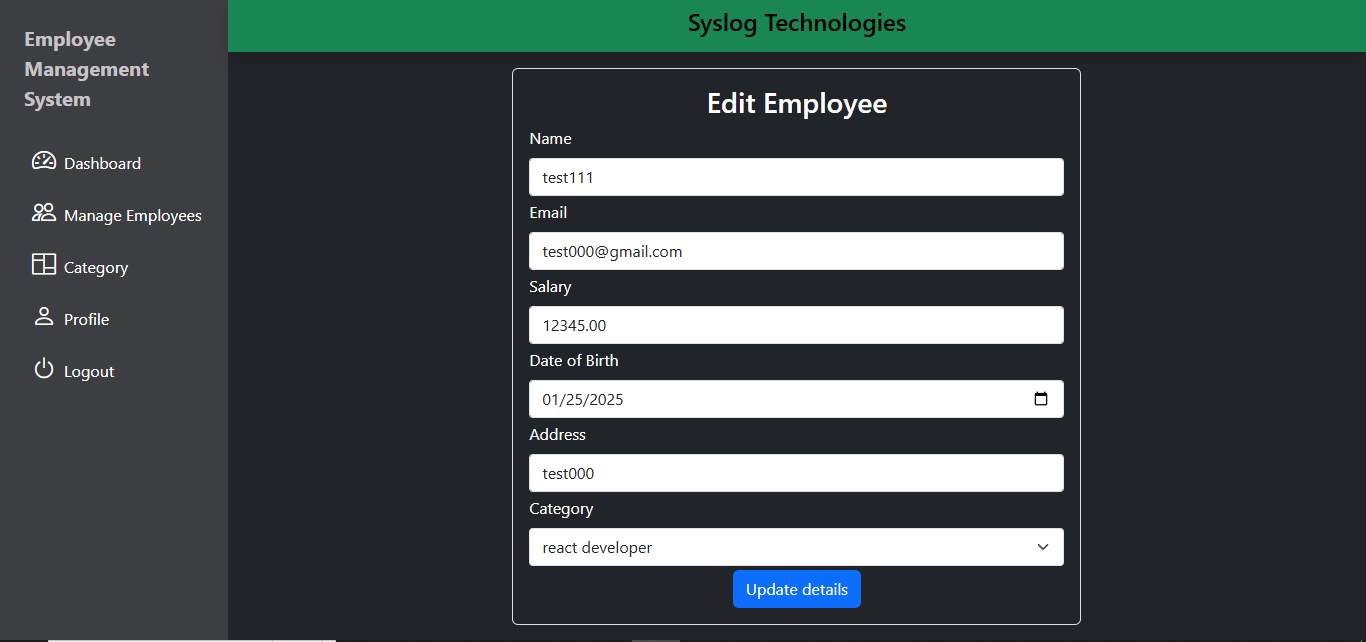 Employee
Management
System
Dashboard
Manage Employees
Category
Profile
Logout
Syslog Technologies
Edit Employee
Name
test111
Email
test000@gmail.com
Salary
12345.00
Date of Birth
01/25/2025
Address
test000
Category
react developer
Update details